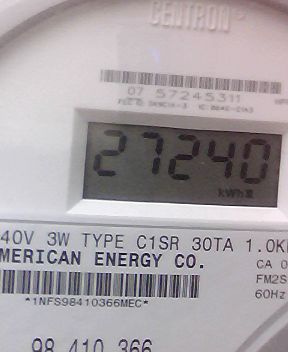 CENTRON
07 57245311
27240
kWh
40V 3W TYPE C1SR 30TA 1.0K
MERICAN ENERGY CO.
CA 0
FM2S
60Hz
*1NFS98410366MEC*
98 410 366